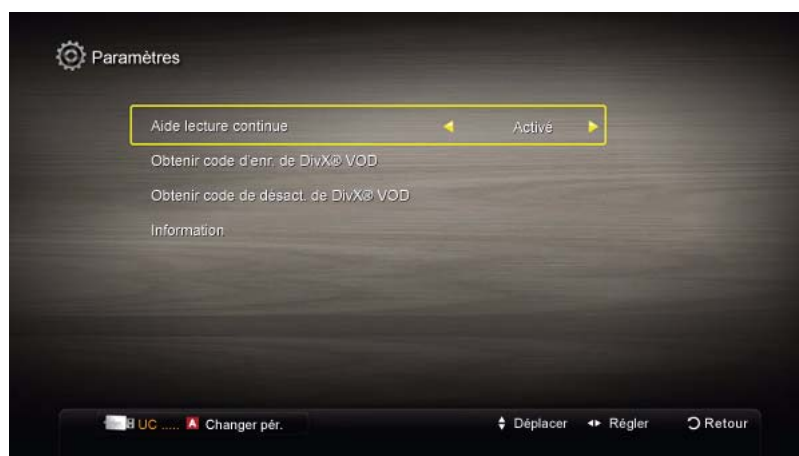 Paramètres
Aide lecture continue Activé
Obtenir code d'enr. de DivX® VOD
Obtenir code de désact. de DivX® VOD
Information
UC ..... A Changer pér. Déplacer Régler Retour